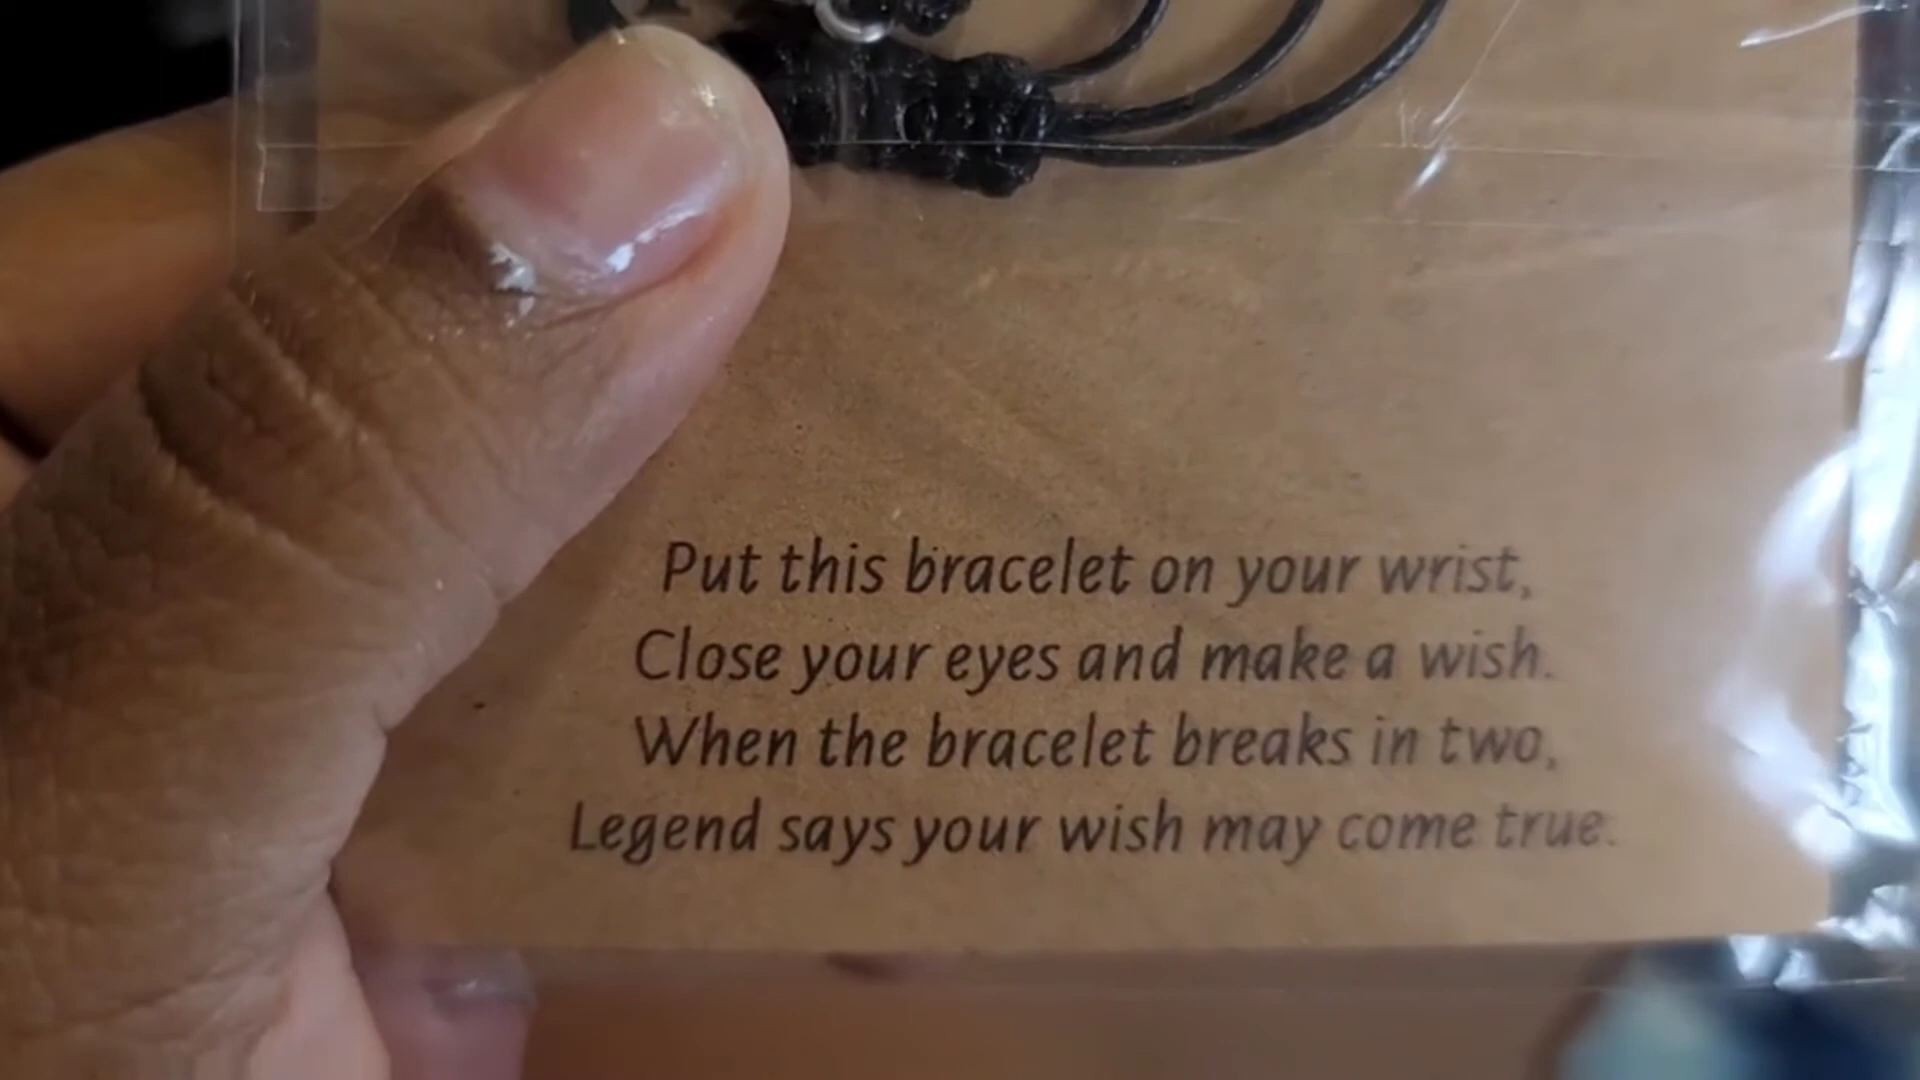 Put this bracelet on your wrist,
Close your eyes and make a wish.
When the bracelet breaks in two,
Legend says your wish may come true.